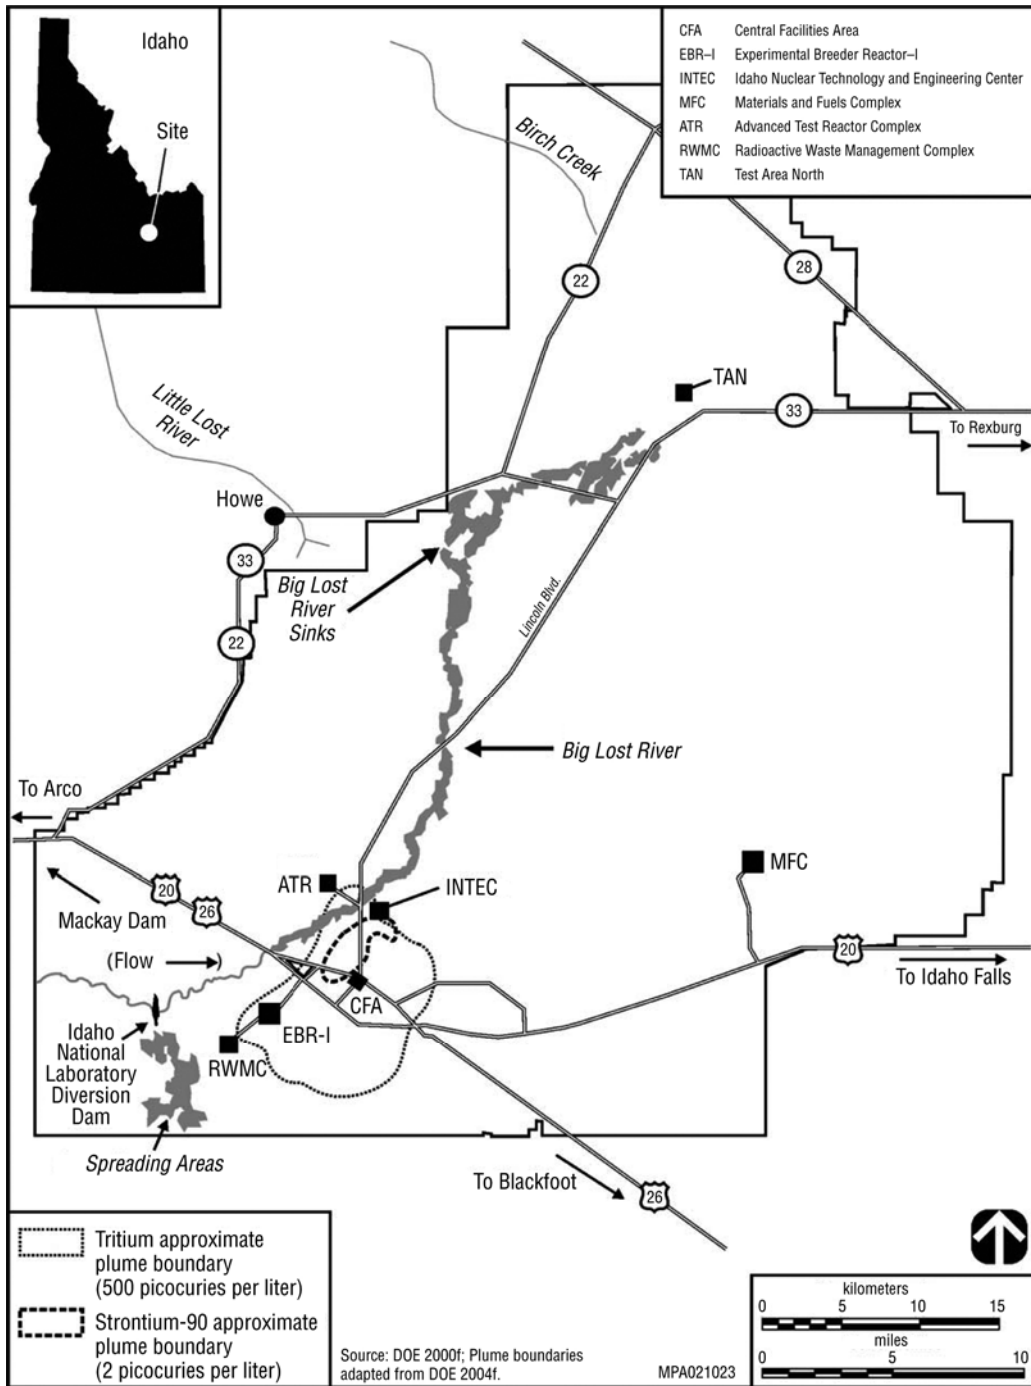 Idaho
Site
CFA Central Facilities Area
EBR–I Experimental Breeder Reactor–I
INTEC Idaho Nuclear Technology and Engineering Center
MFC Materials and Fuels Complex
ATR Advanced Test Reactor Complex
RWMC Radioactive Waste Management Complex
TAN Test Area North
Birch Creek
22
28
TAN
33
To Rexburg
Little Lost
River
Howe
33
22
Big Lost
River
Sinks
Lincoln Blvd.
Big Lost River
To Arco
ATR
INTEC
MFC
20
26
Mackay Dam
(Flow )
20
To Idaho Falls
CFA
EBR-I
RWMC
Idaho
National
Laboratory
Diversion
Dam
Spreading Areas
To Blackfoot
26
Tritium approximate
plume boundary
(500 picocuries per liter)
Strontium-90 approximate
plume boundary
(2 picocuries per liter)
Source: DOE 2000f; Plume boundaries
adapted from DOE 2004f.
MPA021023
kilometers
0 5 10 15
miles
0 5 10